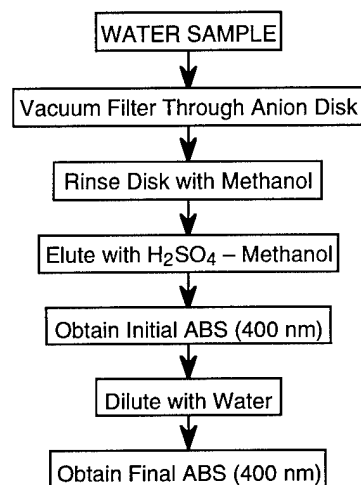 WATER SAMPLE
Vacuum Filter Through Anion Disk
Rinse Disk with Methanol
Elute with H₂SO₄ – Methanol
Obtain Initial ABS (400 nm)
Dilute with Water
Obtain Final ABS (400 nm)